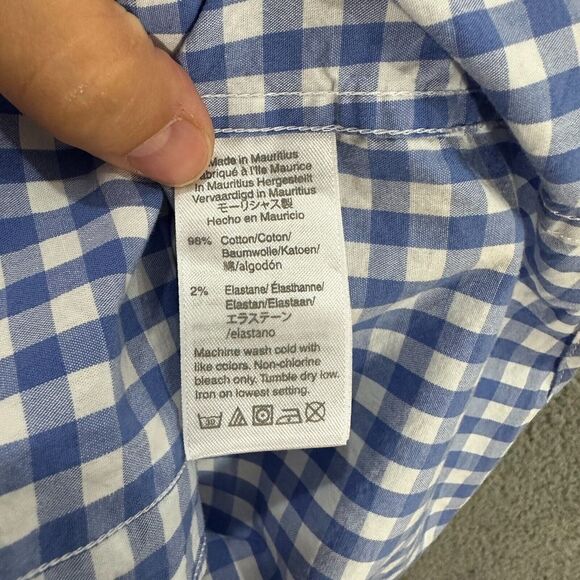 Made in Mauritius
Fabriqué à l'Ile Maurice
In Mauritius Hergestellt
Vervaardigd in Mauritius
モーリシャス製
Hecho en Mauricio
98% Cotton/Coton/
Baumwolle/Katoen/
綿/algodón
2% Elastane/Élasthanne/
Elastan/Elastaan/
エラステーン
/elastano
Machine wash cold with
like colors. Non-chlorine
bleach only. Tumble dry low.
Iron on lowest setting.
30